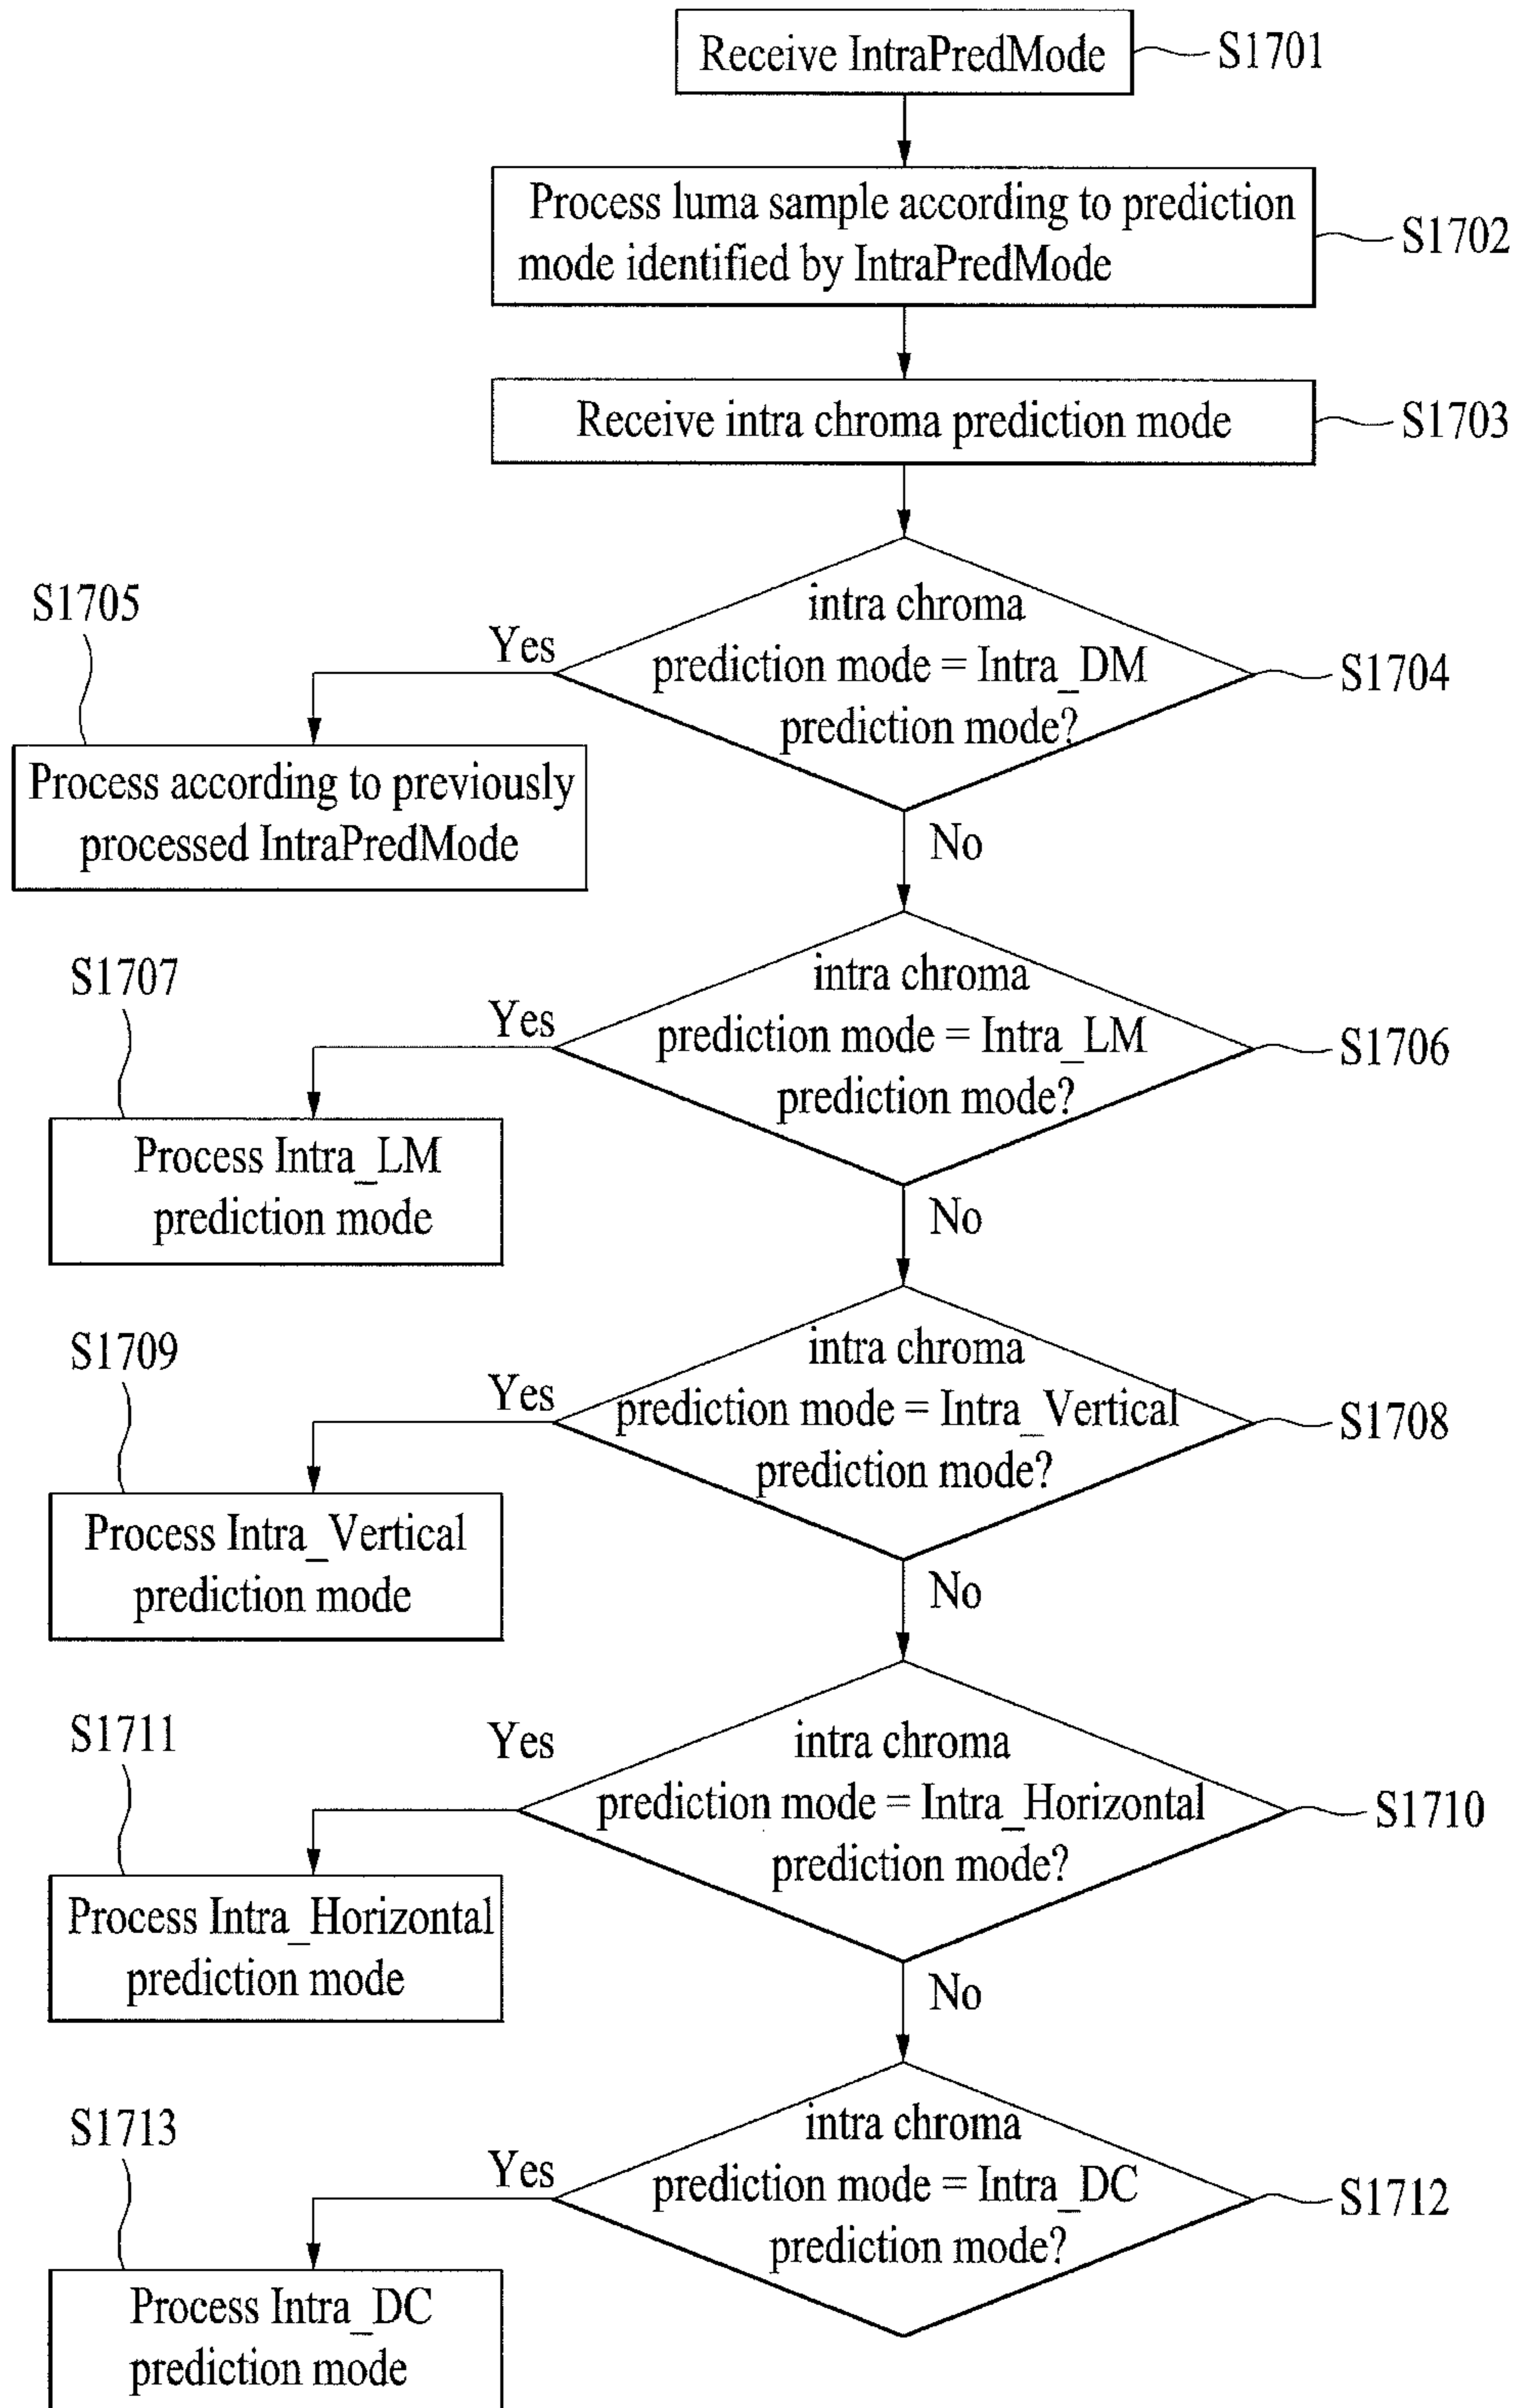 Receive IntraPredMode
S1701
Process luma sample according to prediction
mode identified by IntraPredMode
S1702
Receive intra chroma prediction mode
S1703
intra chroma
prediction mode = Intra_DM
prediction mode?
S1704
Yes
S1705
Process according to previously
processed IntraPredMode
No
intra chroma
prediction mode = Intra_LM
prediction mode?
S1706
Yes
S1707
Process Intra_LM
prediction mode
No
intra chroma
prediction mode = Intra_Vertical
prediction mode?
S1708
Yes
S1709
Process Intra_Vertical
prediction mode
No
intra chroma
prediction mode = Intra_Horizontal
prediction mode?
S1710
Yes
S1711
Process Intra_Horizontal
prediction mode
No
intra chroma
prediction mode = Intra_DC
prediction mode?
S1712
Yes
S1713
Process Intra_DC
prediction mode